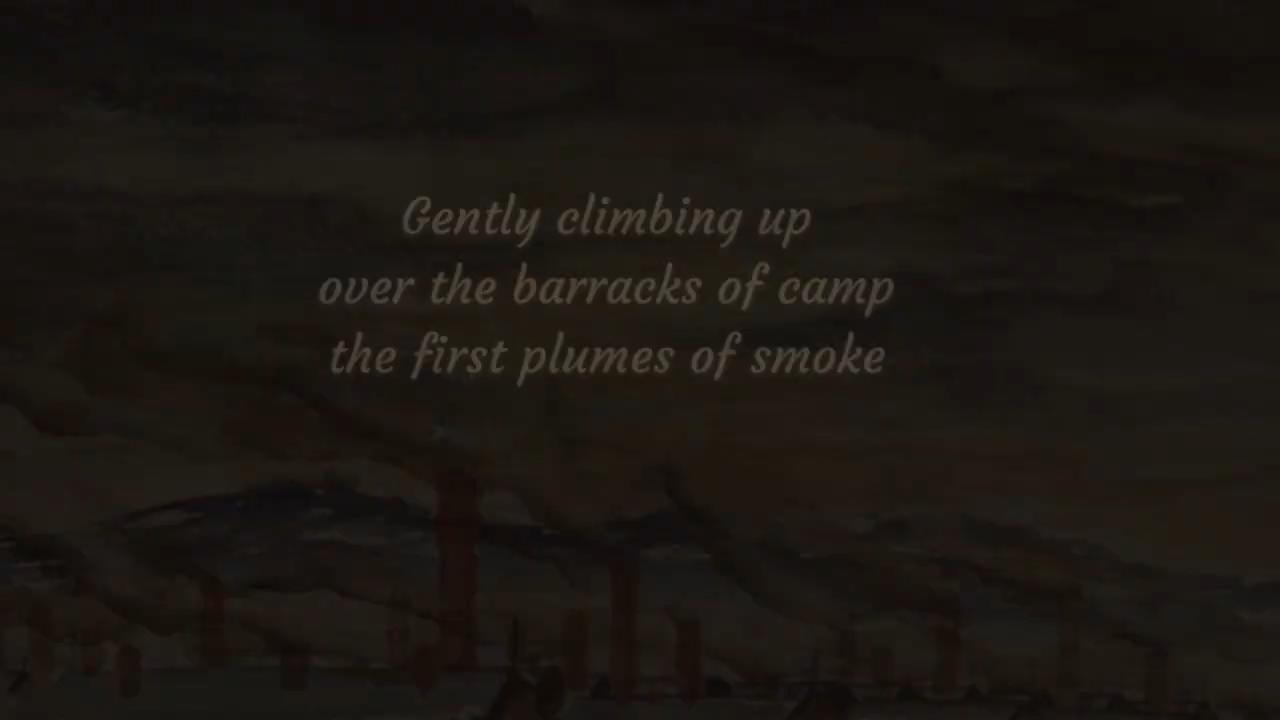 Gently climbing up
over the barracks of camp
the first plumes of smoke